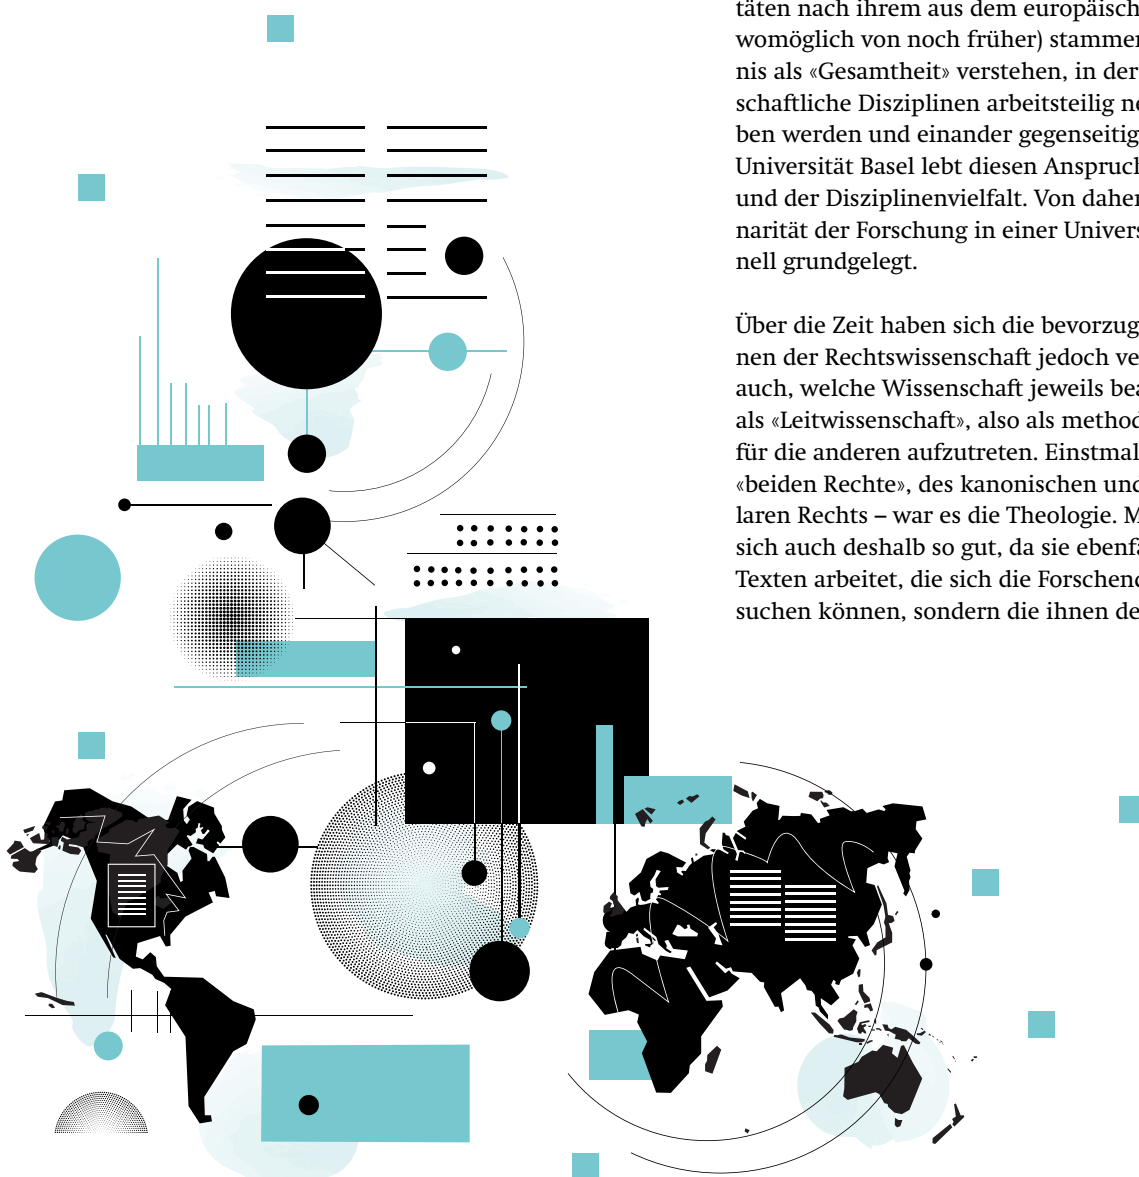 täten nach ihrem aus dem europäisch
womöglich von noch früher) stammer
nis als «Gesamtheit» verstehen, in der
schaftliche Disziplinen arbeitsteilig ne
ben werden und einander gegenseitig
Universität Basel lebt diesen Anspruch
und der Disziplinenvielfalt. Von daher
narität der Forschung in einer Univers
nell grundgelegt.
Über die Zeit haben sich die bevorzug
nen der Rechtswissenschaft jedoch ve
auch, welche Wissenschaft jeweils bea
als «Leitwissenschaft», also als method
für die anderen aufzutreten. Einstmal
«beiden Rechte», des kanonischen und
laren Rechts – war es die Theologie. M
sich auch deshalb so gut, da sie ebenfa
Texten arbeitet, die sich die Forschend
suchen können, sondern die ihnen de